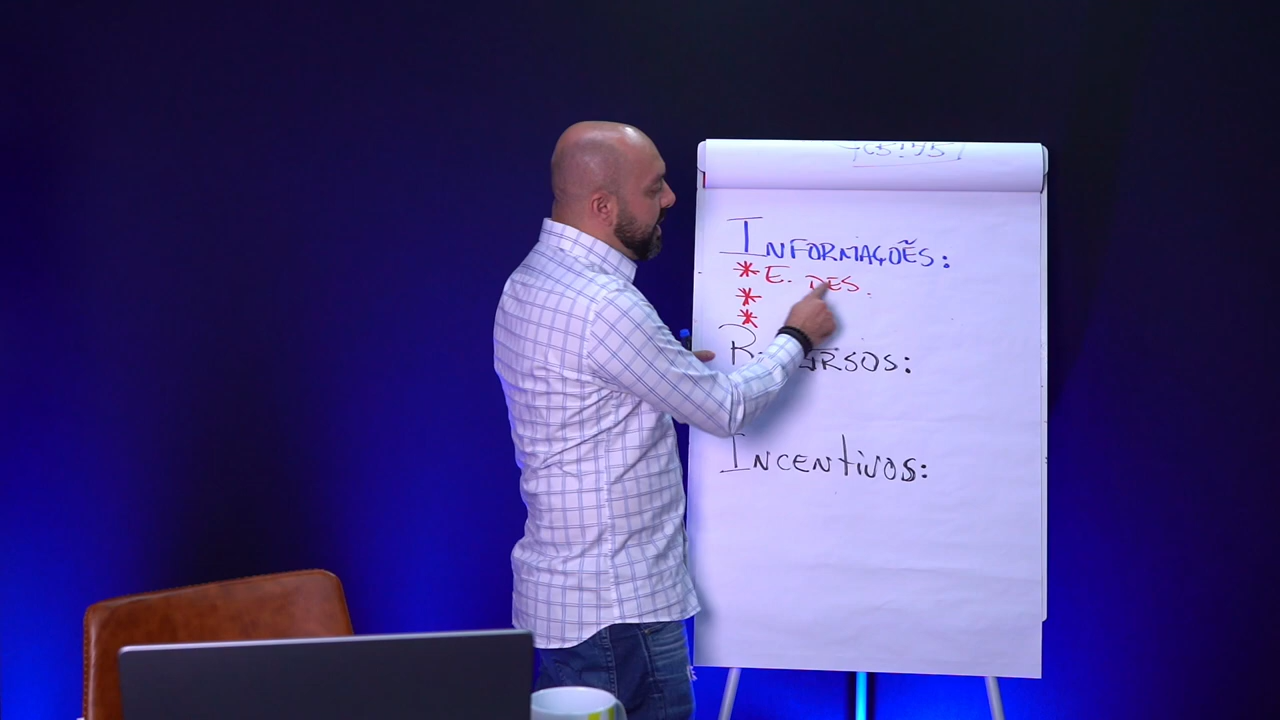 INFORMAÇÕES:
* E. DES.
*
*
INCENTIVOS: